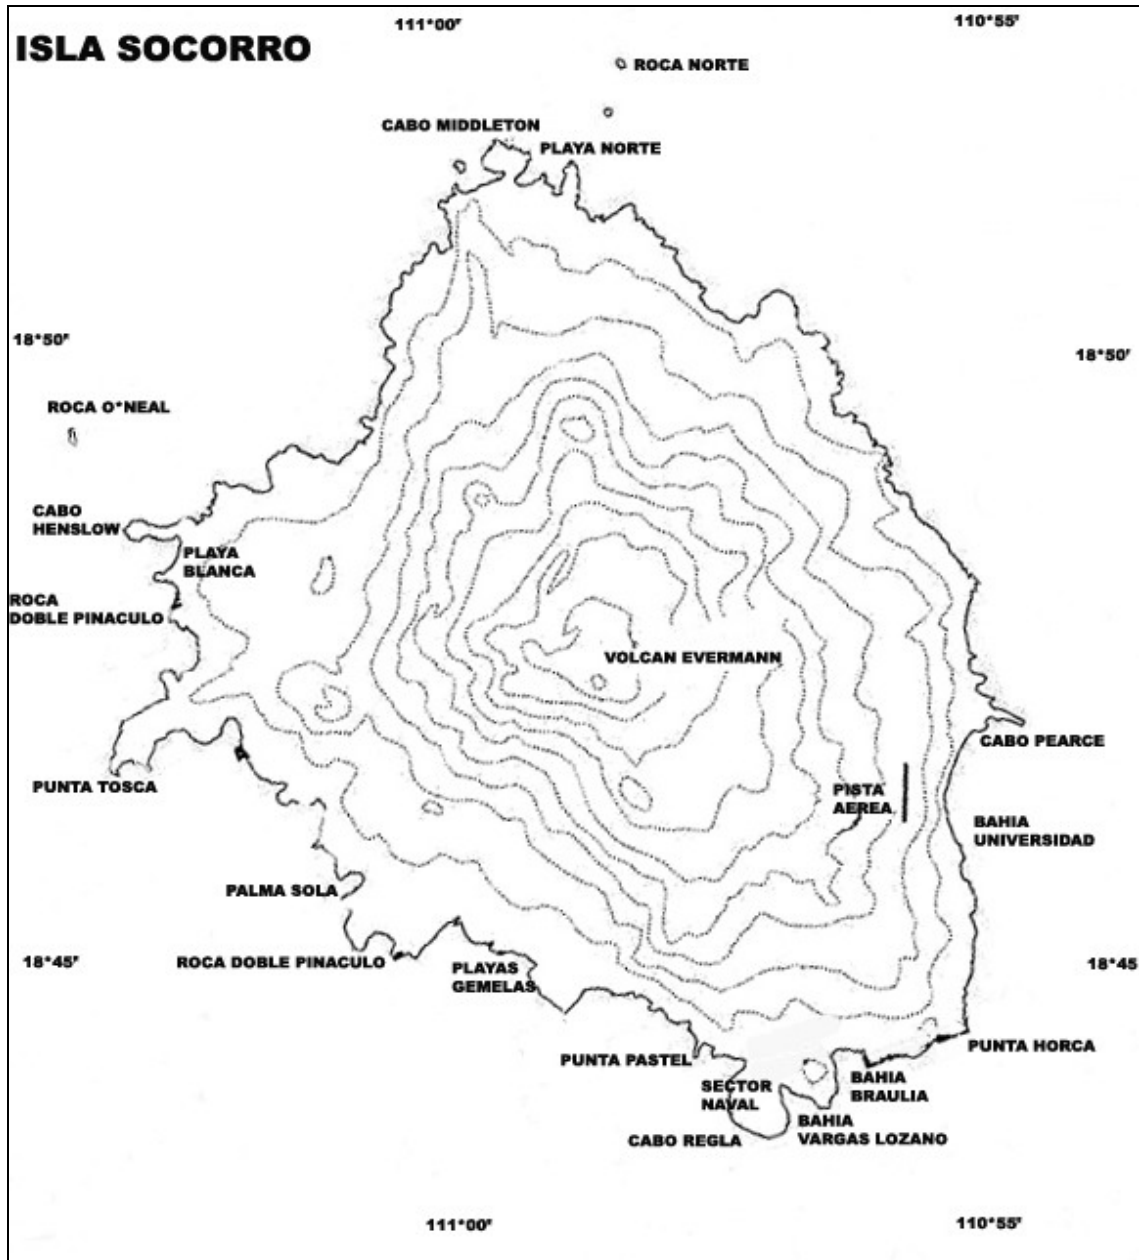 111°00'
110°55'
ISLA SOCORRO
ROCA NORTE
CABO MIDDLETON
PLAYA NORTE
18°50'
18°50'
ROCA O*NEAL
CABO
HENSLOW
PLAYA
BLANCA
ROCA
DOBLE PINACULO
VOLCAN EVERMANN
CABO PEARCE
PUNTA TOSCA
PISTA
AEREA
BAHIA
UNIVERSIDAD
PALMA SOLA
18°45'
ROCA DOBLE PINACULO
PLAYAS
GEMELAS
18°45
PUNTA HORCA
PUNTA PASTEL
SECTOR
NAVAL
BAHIA
BRAULIA
CABO REGLA
BAHIA
VARGAS LOZANO
111°00'
110°55'